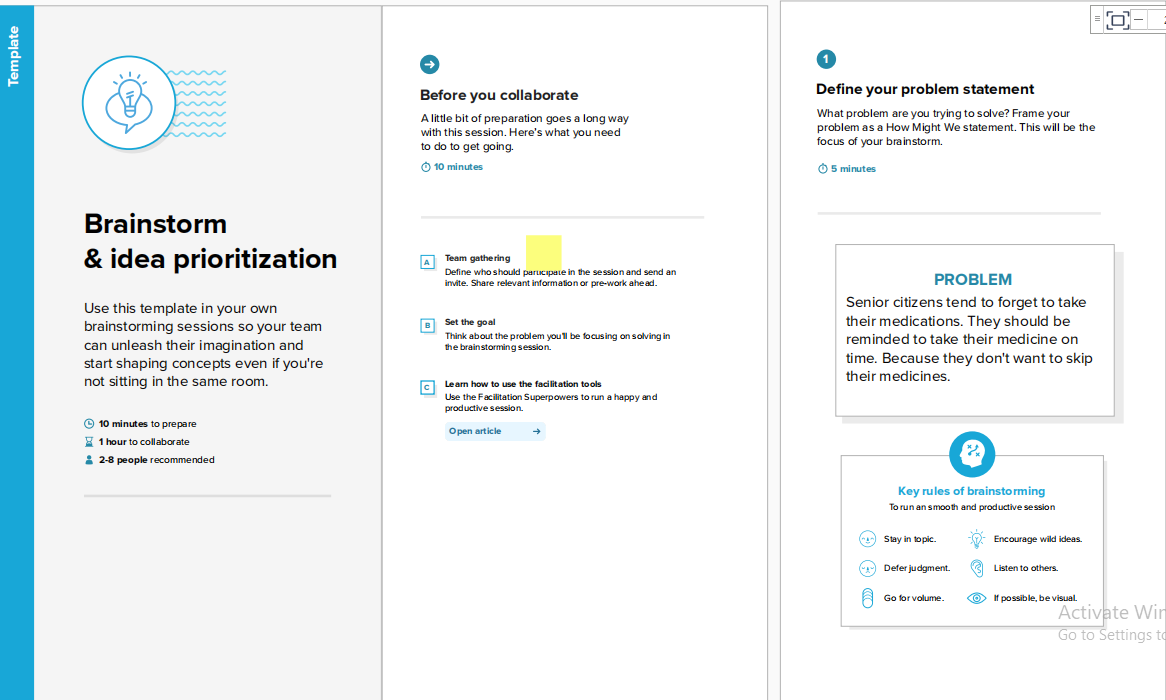 Template
Brainstorm
& idea prioritization
Use this template in your own
brainstorming sessions so your team
can unleash their imagination and
start shaping concepts even if you're
not sitting in the same room.
10 minutes to prepare
1 hour to collaborate
2-8 people recommended
Before you collaborate
A little bit of preparation goes a long way
with this session. Here's what you need
to do to get going.
10 minutes
A
Team gathering
Define who should participate in the session and send an
invite. Share relevant information or pre-work ahead.
B
Set the goal
Think about the problem you'll be focusing on solving in
the brainstorming session.
C
Learn how to use the facilitation tools
Use the Facilitation Superpowers to run a happy and
productive session.
Open article
1
Define your problem statement
What problem are you trying to solve? Frame your
problem as a How Might We statement. This will be the
focus of your brainstorm.
5 minutes
PROBLEM
Senior citizens tend to forget to take
their medications. They should be
reminded to take their medicine on
time. Because they don't want to skip
their medicines.
Key rules of brainstorming
To run an smooth and productive session
Stay in topic.
Encourage wild ideas.
Defer judgment.
Listen to others.
Go for volume.
If possible, be visual.
Activate Win
Go to Settings to